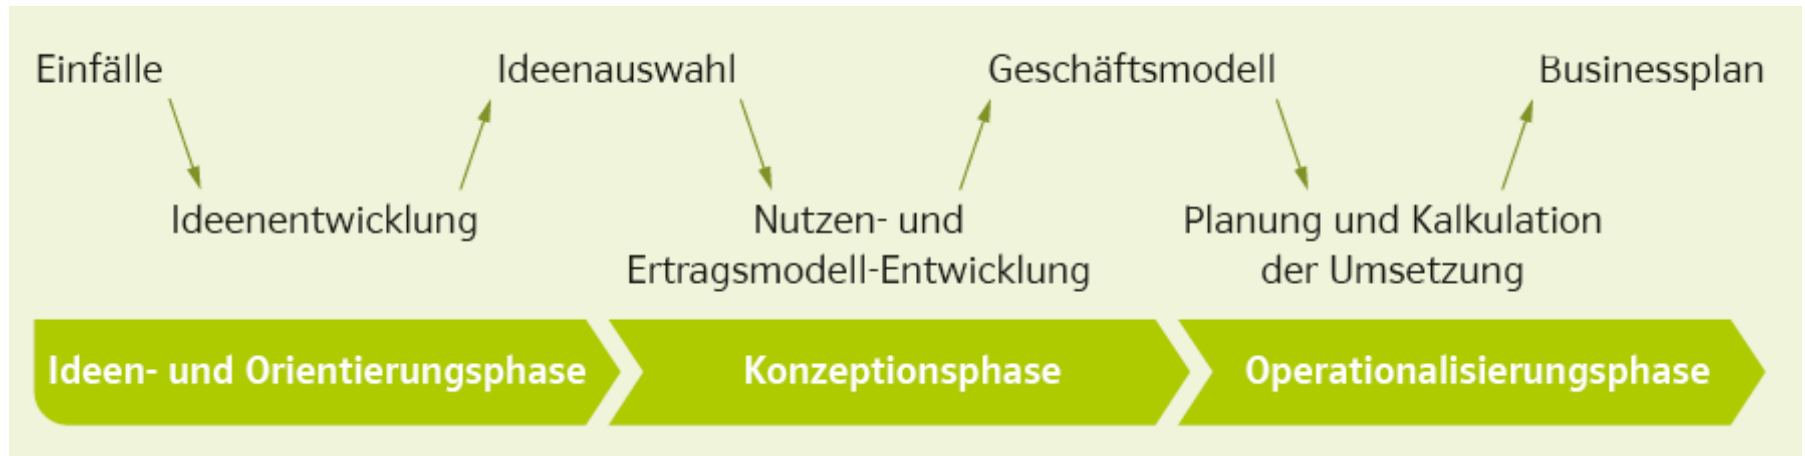 Einfälle
Ideenauswahl
Geschäftsmodell
Businessplan
Ideenentwicklung
Nutzen- und
Ertragsmodell-Entwicklung
Planung und Kalkulation
der Umsetzung
Ideen- und Orientierungsphase
Konzeptionsphase
Operationalisierungsphase